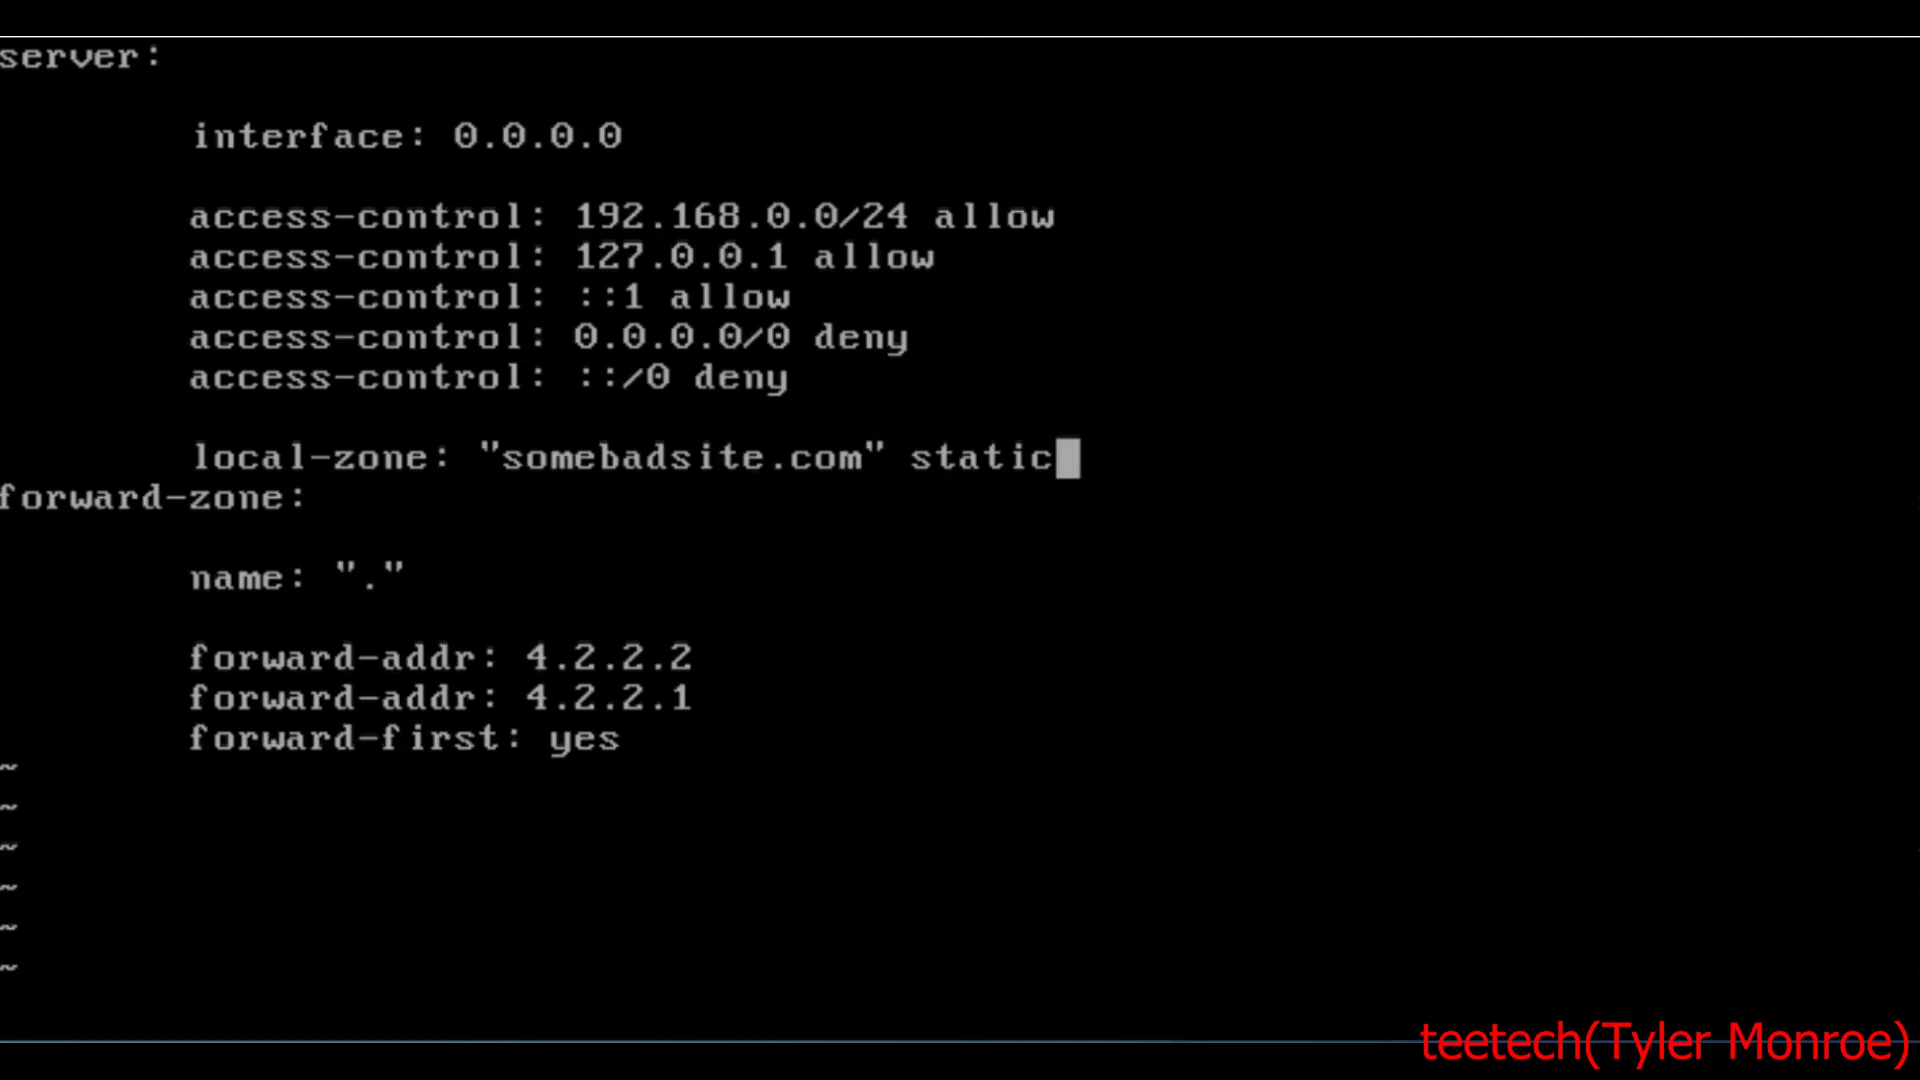 server:
interface: 0.0.0.0
access-control: 192.168.0.0/24 allow
access-control: 127.0.0.1 allow
access-control: ::1 allow
access-control: 0.0.0.0/0 deny
access-control: ::/0 deny
local-zone: "somebadsite.com" static
forward-zone:
name: "."
forward-addr: 4.2.2.2
forward-addr: 4.2.2.1
forward-first: yes
~
~
~
~
~
~
teetech(Tyler Monroe)